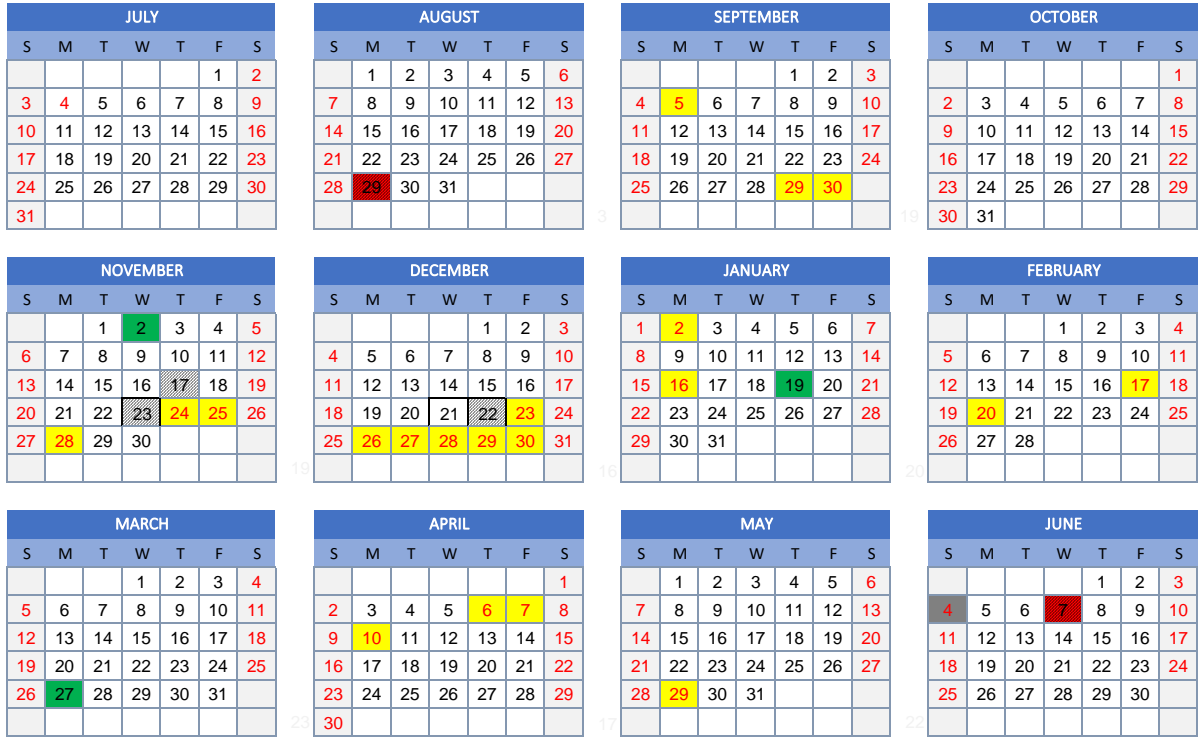 JULY AUGUST SEPTEMBER OCTOBER
S M T W T F S S M T W T F S S M T W T F S S M T W T F S
1 2 1 2 3 4 5 6 1 2 3 1
3 4 5 6 7 8 9 7 8 9 10 11 12 13 4 5 6 7 8 9 10 2 3 4 5 6 7 8
10 11 12 13 14 15 16 14 15 16 17 18 19 20 11 12 13 14 15 16 17 9 10 11 12 13 14 15
17 18 19 20 21 22 23 21 22 23 24 25 26 27 18 19 20 21 22 23 24 16 17 18 19 20 21 22
24 25 26 27 28 29 30 28 29 30 31 25 26 27 28 29 30 23 24 25 26 27 28 29
31 3 19 30 31
NOVEMBER DECEMBER JANUARY FEBRUARY
S M T W T F S S M T W T F S S M T W T F S S M T W T F S
1 2 3 4 5 1 2 3 1 2 3 4 5 6 7 1 2 3 4
6 7 8 9 10 11 12 4 5 6 7 8 9 10 8 9 10 11 12 13 14 5 6 7 8 9 10 11
13 14 15 16 17 18 19 11 12 13 14 15 16 17 15 16 17 18 19 20 21 12 13 14 15 16 17 18
20 21 22 23 24 25 26 18 19 20 21 22 23 24 22 23 24 25 26 27 28 19 20 21 22 23 24 25
27 28 29 30 25 26 27 28 29 30 31 29 30 31 26 27 28
19 16 20
MARCH APRIL MAY JUNE
S M T W T F S S M T W T F S S M T W T F S S M T W T F S
1 2 3 4 1 1 2 3 4 5 6 1 2 3
5 6 7 8 9 10 11 2 3 4 5 6 7 8 7 8 9 10 11 12 13 4 5 6 7 8 9 10
12 13 14 15 16 17 18 9 10 11 12 13 14 15 14 15 16 17 18 19 20 11 12 13 14 15 16 17
19 20 21 22 23 24 25 16 17 18 19 20 21 22 21 22 23 24 25 26 27 18 19 20 21 22 23 24
26 27 28 29 30 31 23 24 25 26 27 28 29 28 29 30 31 25 26 27 28 29 30
23 30 17 22